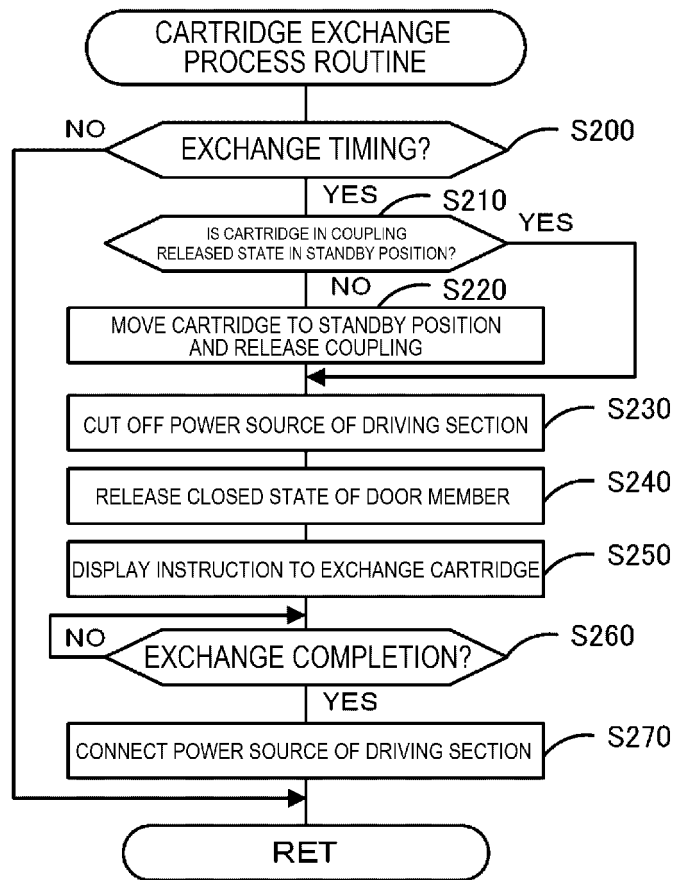 CARTRIDGE EXCHANGE
PROCESS ROUTINE
NO
EXCHANGE TIMING?
S200
YES
S210
IS CARTRIDGE IN COUPLING
RELEASED STATE IN STANDBY POSITION?
YES
NO
S220
MOVE CARTRIDGE TO STANDBY POSITION
AND RELEASE COUPLING
CUT OFF POWER SOURCE OF DRIVING SECTION
S230
RELEASE CLOSED STATE OF DOOR MEMBER
S240
DISPLAY INSTRUCTION TO EXCHANGE CARTRIDGE
S250
NO
EXCHANGE COMPLETION?
S260
YES
CONNECT POWER SOURCE OF DRIVING SECTION
S270
RET